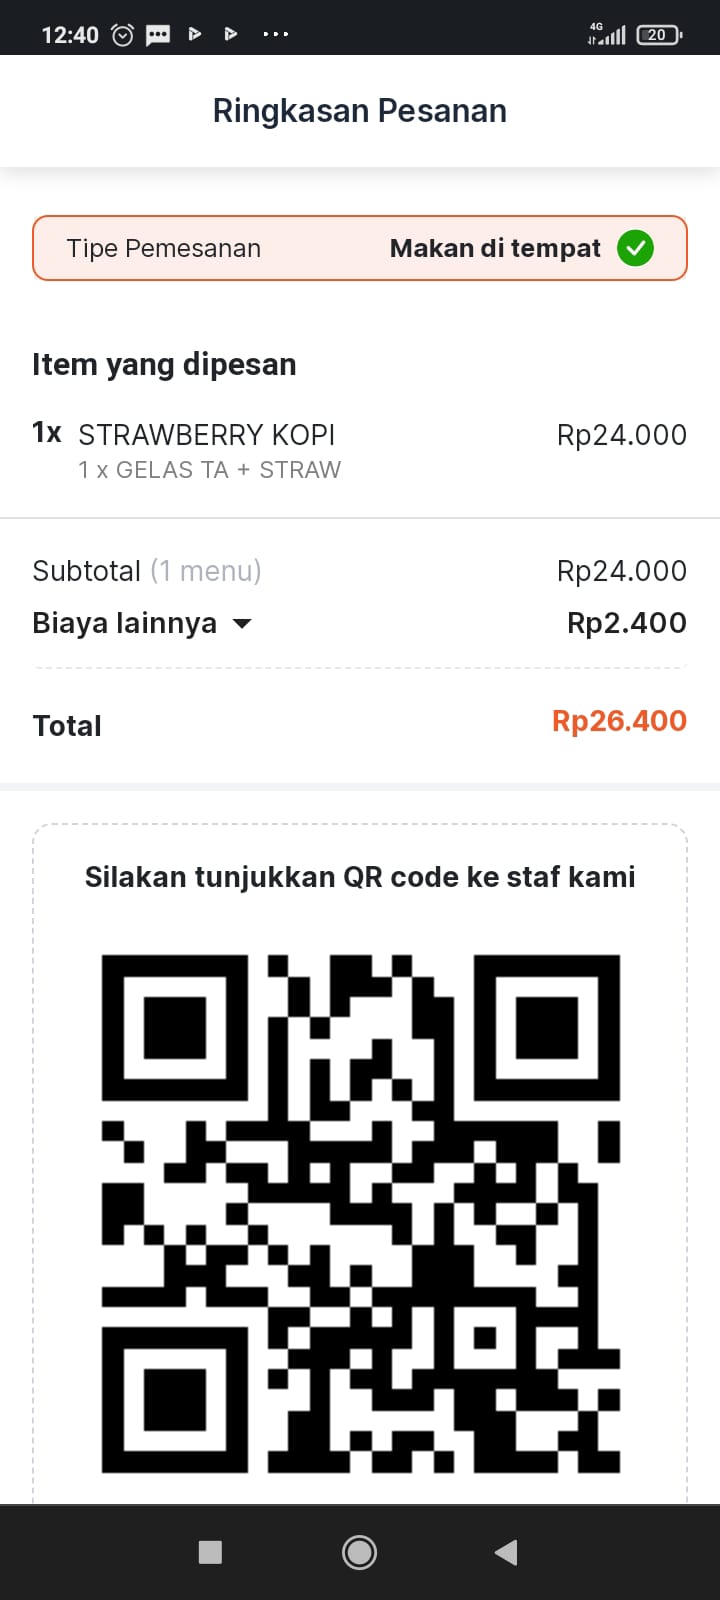 12:40
4G
20
Ringkasan Pesanan
Tipe Pemesanan Makan di tempat
Item yang dipesan
1x STRAWBERRY KOPI Rp24.000
1 x GELAS TA + STRAW
Subtotal (1 menu) Rp24.000
Biaya lainnya Rp2.400
Total Rp26.400
Silakan tunjukkan QR code ke staf kami